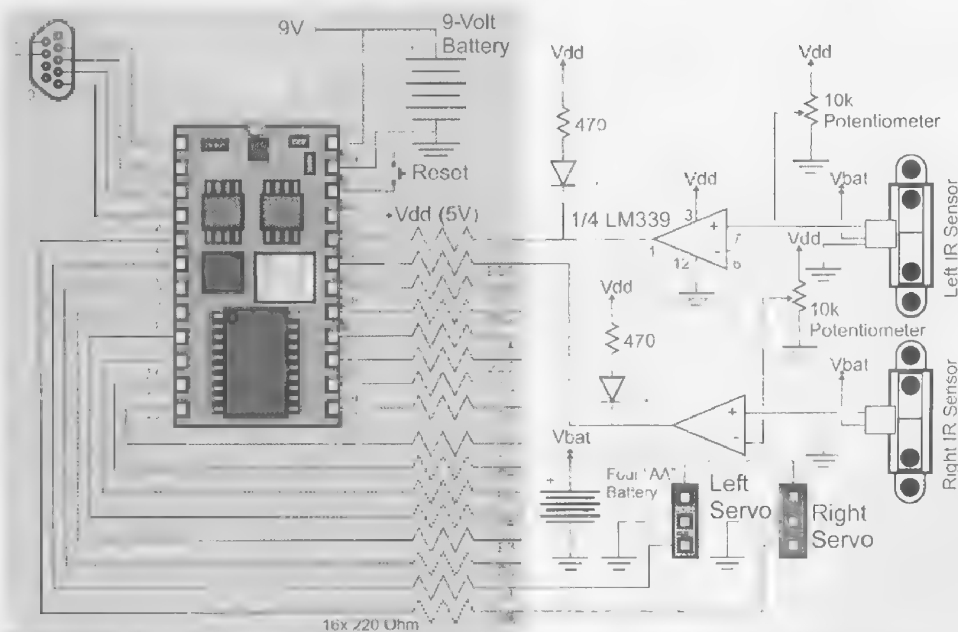 9V
9-Volt
Battery
Reset
+Vdd (5V)
16x 220 Ohm
Vdd
470
1/4 LM339
Vdd
3
+
-
7
6
1
12
Vdd
10k
Potentiometer
Vbat
Left IR Sensor
Vdd
10k
Potentiometer
Vdd
470
+
-
Vbat
Right IR Sensor
Vbat
+
Four "AA"
Battery
Left
Servo
Right
Servo